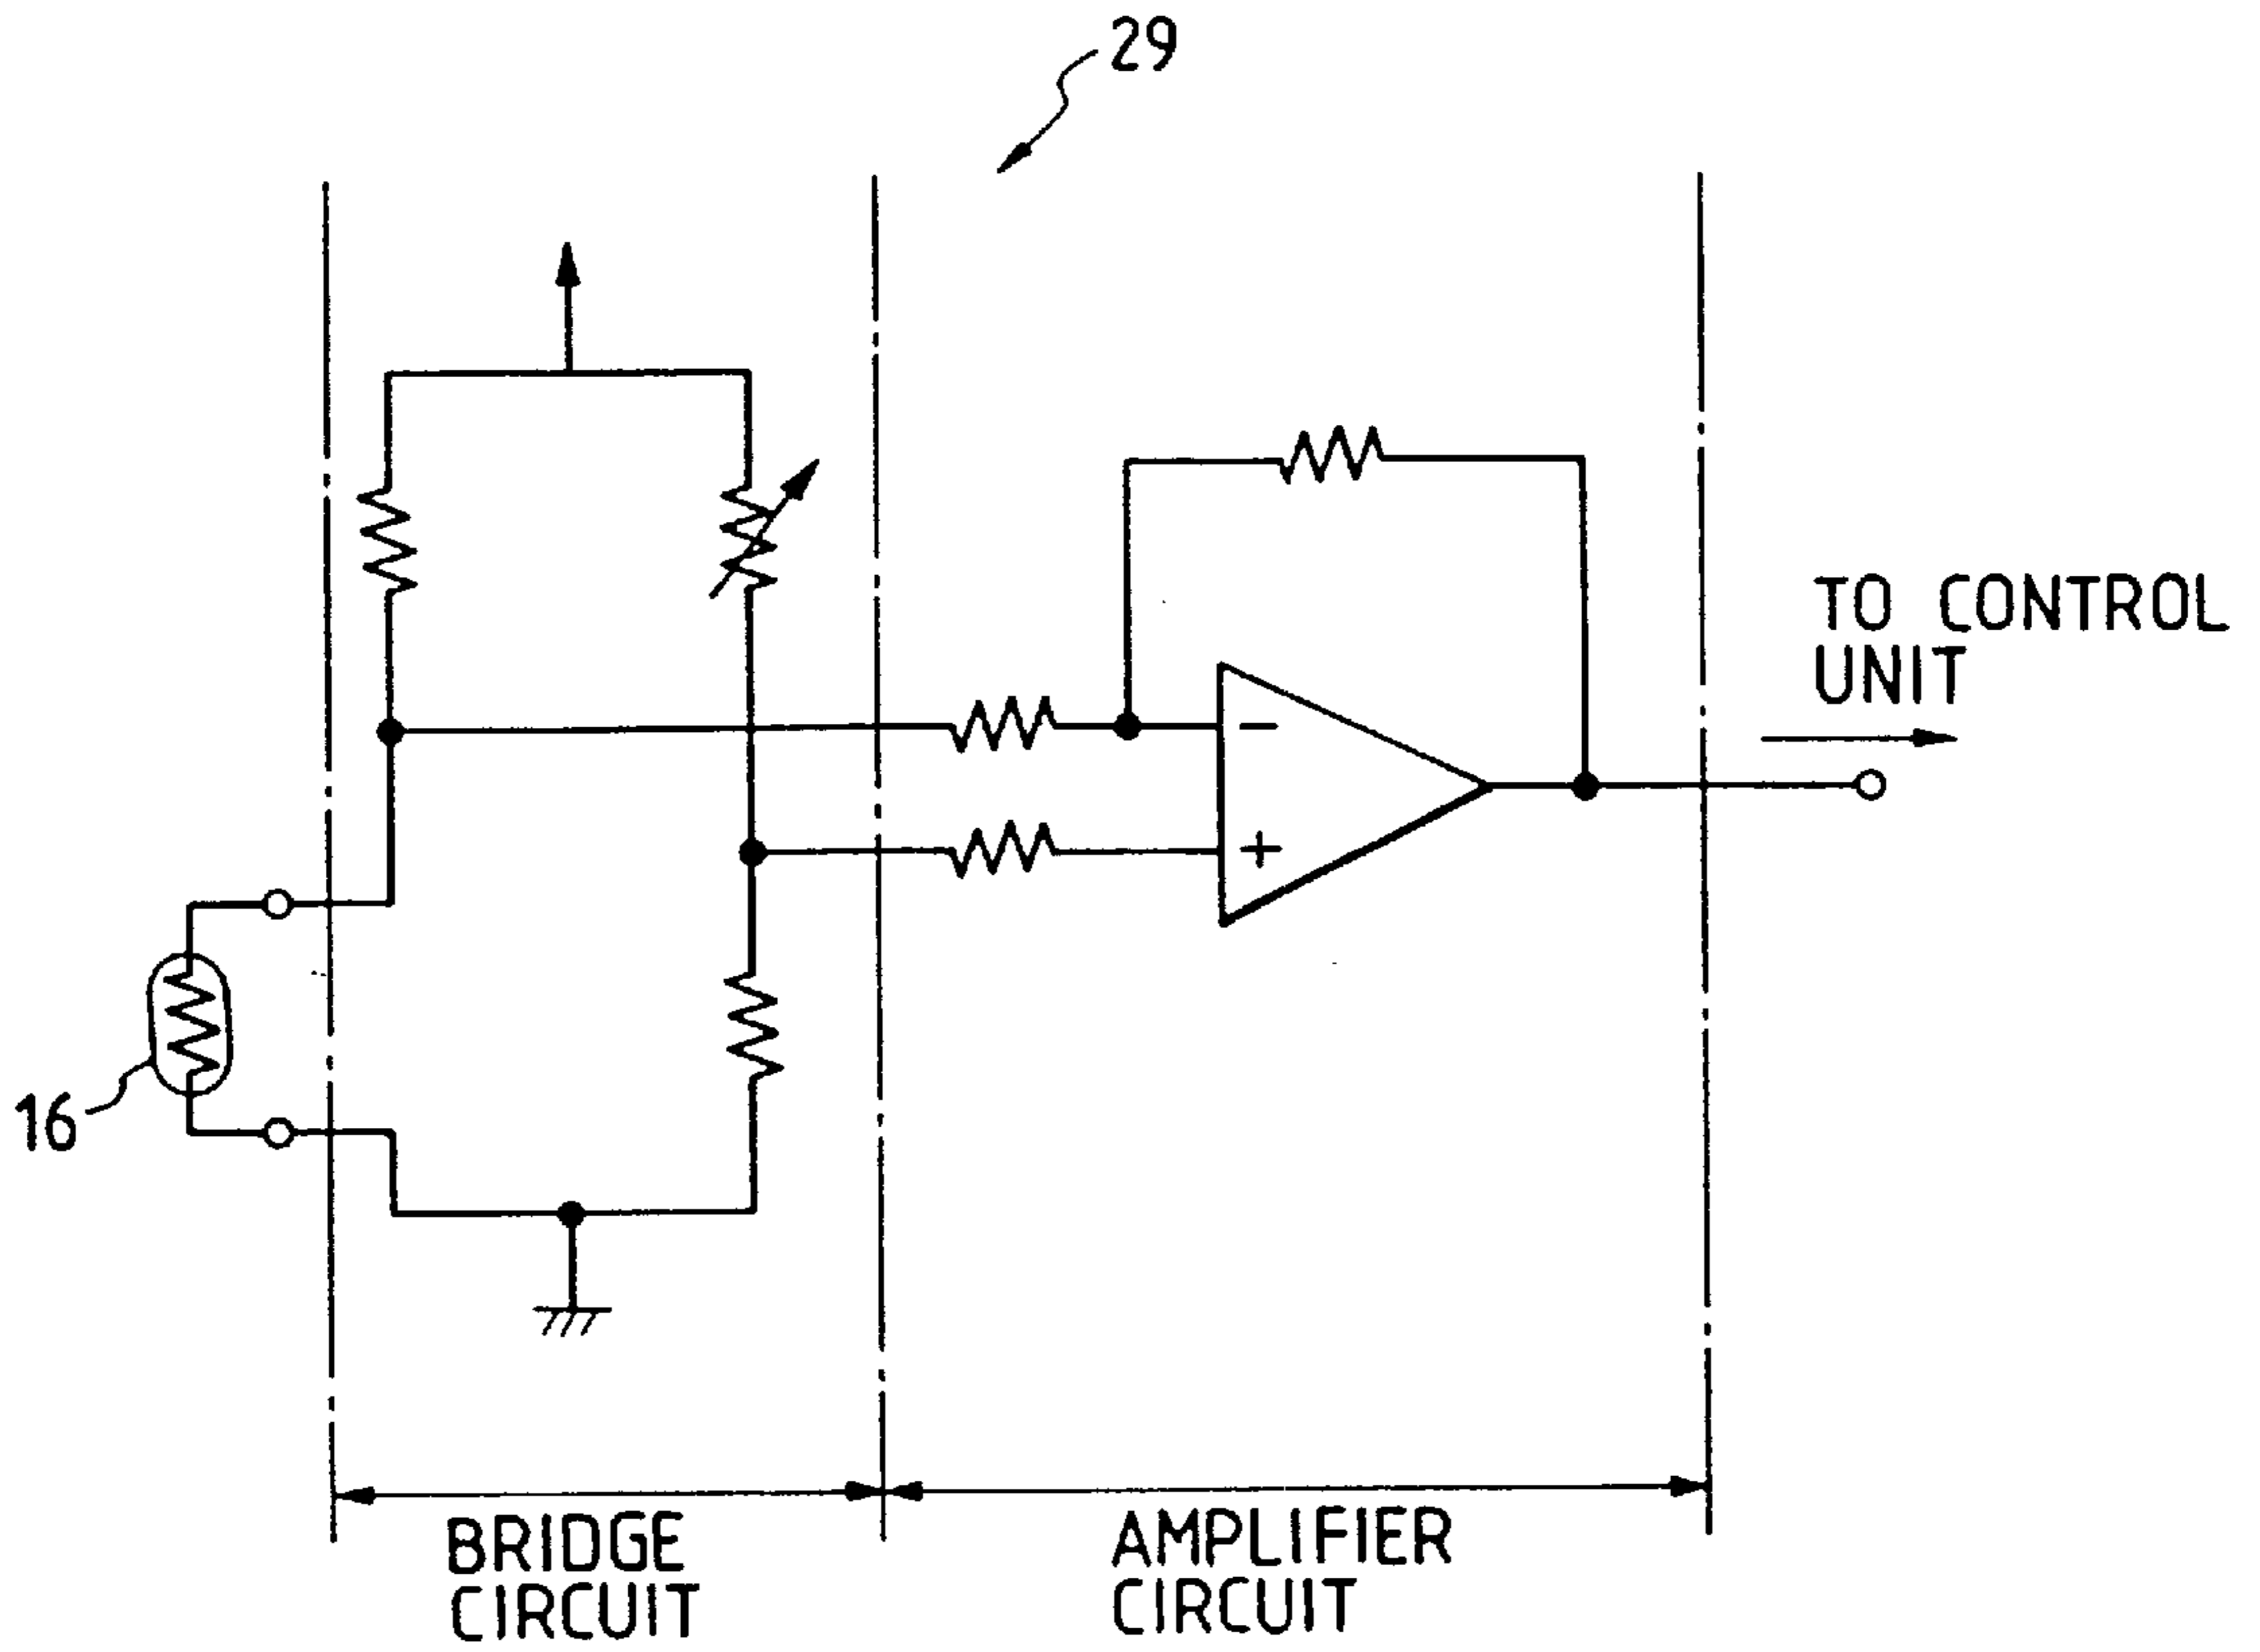 29
TO CONTROL
UNIT
−
+
16
BRIDGE
CIRCUIT
AMPLIFIER
CIRCUIT